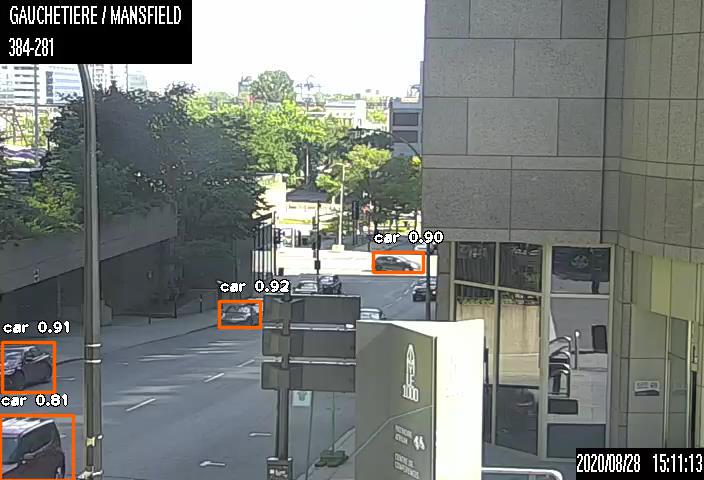 GAUCHETIERE / MANSFIELD
384-281
car 0.90
car 0.92
car 0.91
car 0.81
1000
2020/08/28 15:11:13